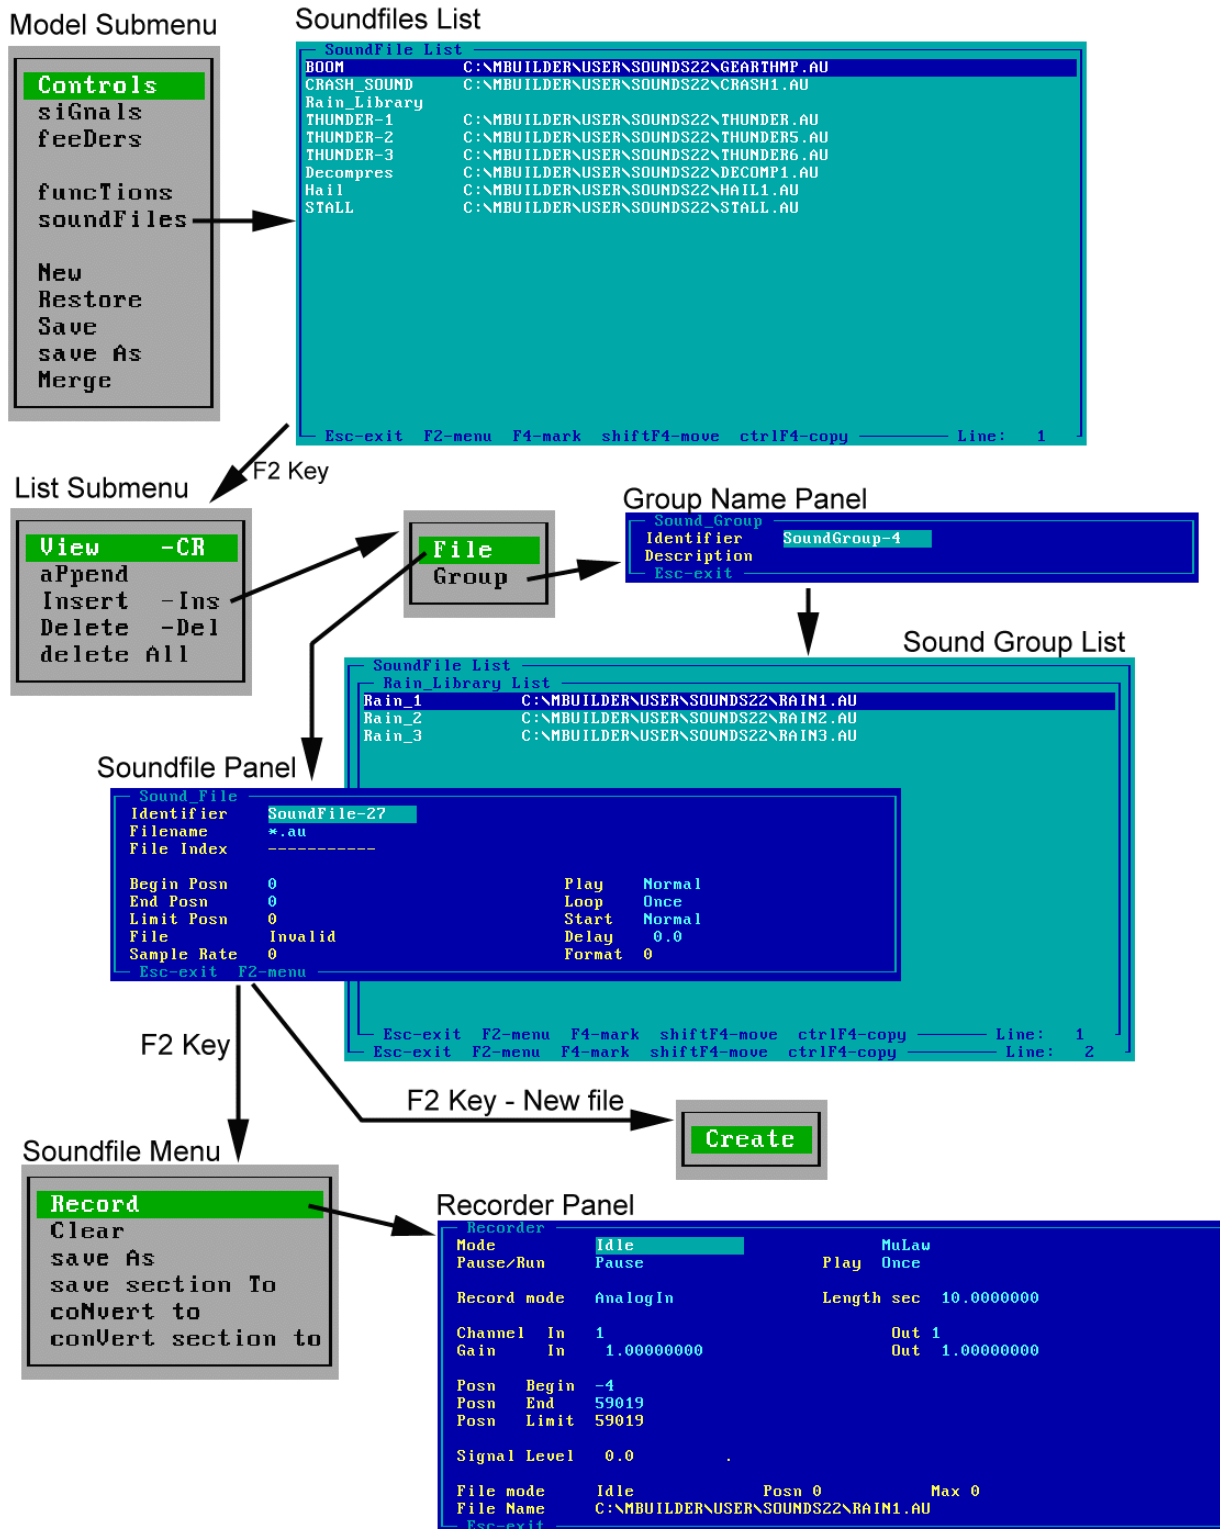 Model Submenu
Controls
siGnals
feeDers
funcTions
soundFiles
New
Restore
Save
save As
Merge
Soundfiles List
SoundFile List
BOOM C:\MBUILDER\USER\SOUNDS22\GEARTHMP.AU
CRASH_SOUND C:\MBUILDER\USER\SOUNDS22\CRASH1.AU
Rain_Library
THUNDER-1 C:\MBUILDER\USER\SOUNDS22\THUNDER.AU
THUNDER-2 C:\MBUILDER\USER\SOUNDS22\THUNDER5.AU
THUNDER-3 C:\MBUILDER\USER\SOUNDS22\THUNDER6.AU
Decompres C:\MBUILDER\USER\SOUNDS22\DECOMP1.AU
Hail C:\MBUILDER\USER\SOUNDS22\HAIL1.AU
STALL C:\MBUILDER\USER\SOUNDS22\STALL.AU
Esc-exit F2-menu F4-mark shiftF4-move ctrlF4-copy Line: 1
F2 Key
List Submenu
View -CR
aPpend
Insert -Ins
Delete -Del
delete All
File
Group
Group Name Panel
Sound_Group
Identifier SoundGroup-4
Description
Esc-exit
Sound Group List
SoundFile List
Rain_Library List
Rain_1 C:\MBUILDER\USER\SOUNDS22\RAIN1.AU
Rain_2 C:\MBUILDER\USER\SOUNDS22\RAIN2.AU
Rain_3 C:\MBUILDER\USER\SOUNDS22\RAIN3.AU
Esc-exit F2-menu F4-mark shiftF4-move ctrlF4-copy Line: 1
Esc-exit F2-menu F4-mark shiftF4-move ctrlF4-copy Line: 2
Soundfile Panel
Sound_File
Identifier SoundFile-27
Filename *.au
File Index -----------
Begin Posn 0 Play Normal
End Posn 0 Loop Once
Limit Posn 0 Start Normal
File Invalid Delay 0.0
Sample Rate 0 Format 0
Esc-exit F2-menu
F2 Key
F2 Key - New file
Create
Soundfile Menu
Record
Clear
save As
save section To
coNvert to
conVert section to
Recorder Panel
Recorder
Mode Idle MuLaw
Pause/Run Pause Play Once
Record mode AnalogIn Length sec 10.0000000
Channel In 1 Out 1
Gain In 1.00000000 Out 1.00000000
Posn Begin -4
Posn End 59019
Posn Limit 59019
Signal Level 0.0 .
File mode Idle Posn 0 Max 0
File Name C:\MBUILDER\USER\SOUNDS22\RAIN1.AU
Esc-exit